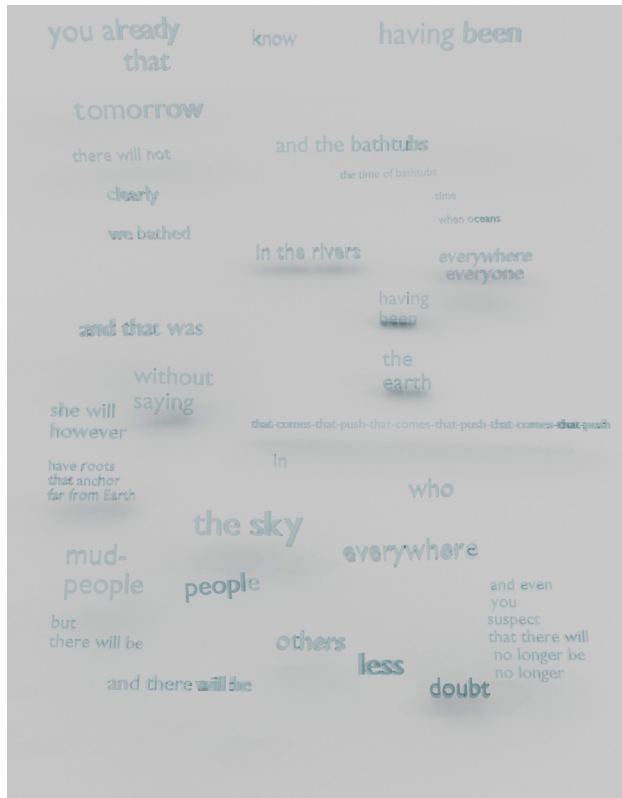 you already
that
know
having been
tomorrow
and the bathtubs
there will not
the time of bathtubs
clearly
time
when oceans
we bathed
in the rivers
everywhere
everyone
having
been
and that was
the
earth
without
saying
she will
however
that-comes-that-push-that-comes-that-push-that-comes-that-push
in
have roots
that anchor
far from Earth
who
the sky
everywhere
mud-
people
people
and even
you
suspect
that there will
no longer be
no longer
but
there will be
others
less
and there will be
doubt